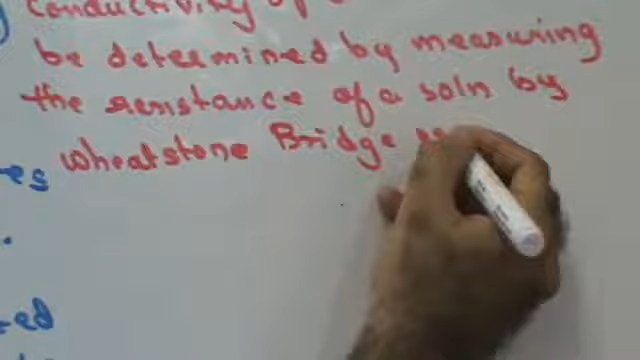 Conductivity of
be determined by measuring
the resistance of a soln by
wheatstone Bridge
es
.
ed